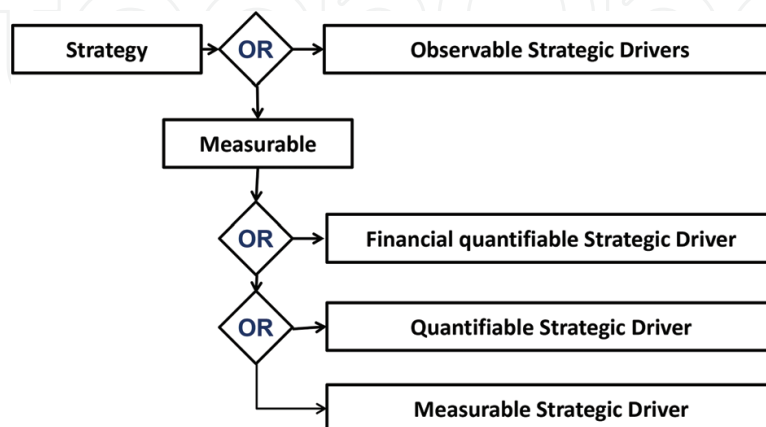 Strategy
OR
Observable Strategic Drivers
Measurable
OR
Financial quantifiable Strategic Driver
OR
Quantifiable Strategic Driver
Measurable Strategic Driver